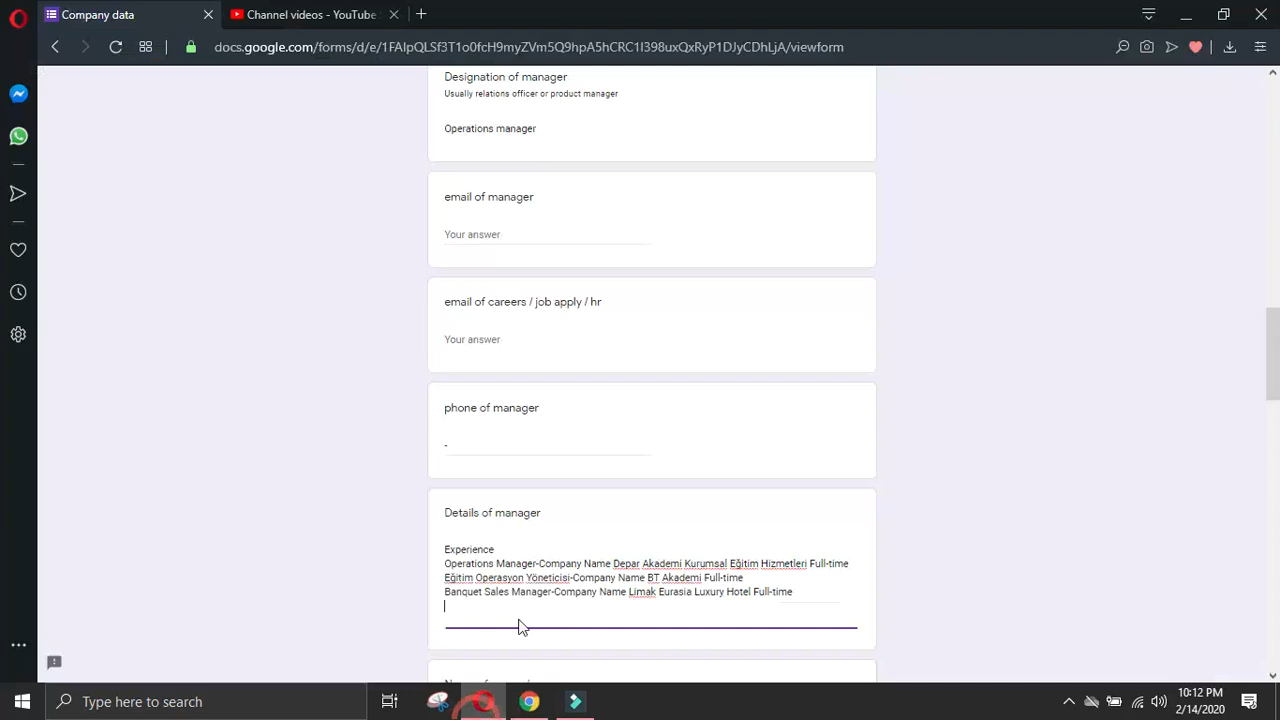 Company data
Channel videos - YouTube
docs.google.com/forms/d/e/1FAIpQLSf3T1o0fcH9myZVm5Q9hpA5hCRC1I398uxQxRyP1DJyCDhLjA/viewform
Designation of manager
Usually relations officer or product manager
Operations manager
email of manager
Your answer
email of careers / job apply / hr
Your answer
phone of manager
-
Details of manager
Experience
Operations Manager-Company Name Depar Akademi Kurumsal Eğitim Hizmetleri Full-time
Eğitim Operasyon Yöneticisi-Company Name BT Akademi Full-time
Banquet Sales Manager-Company Name Limak Eurasia Luxury Hotel Full-time
Type here to search
10:12 PM
2/14/2020